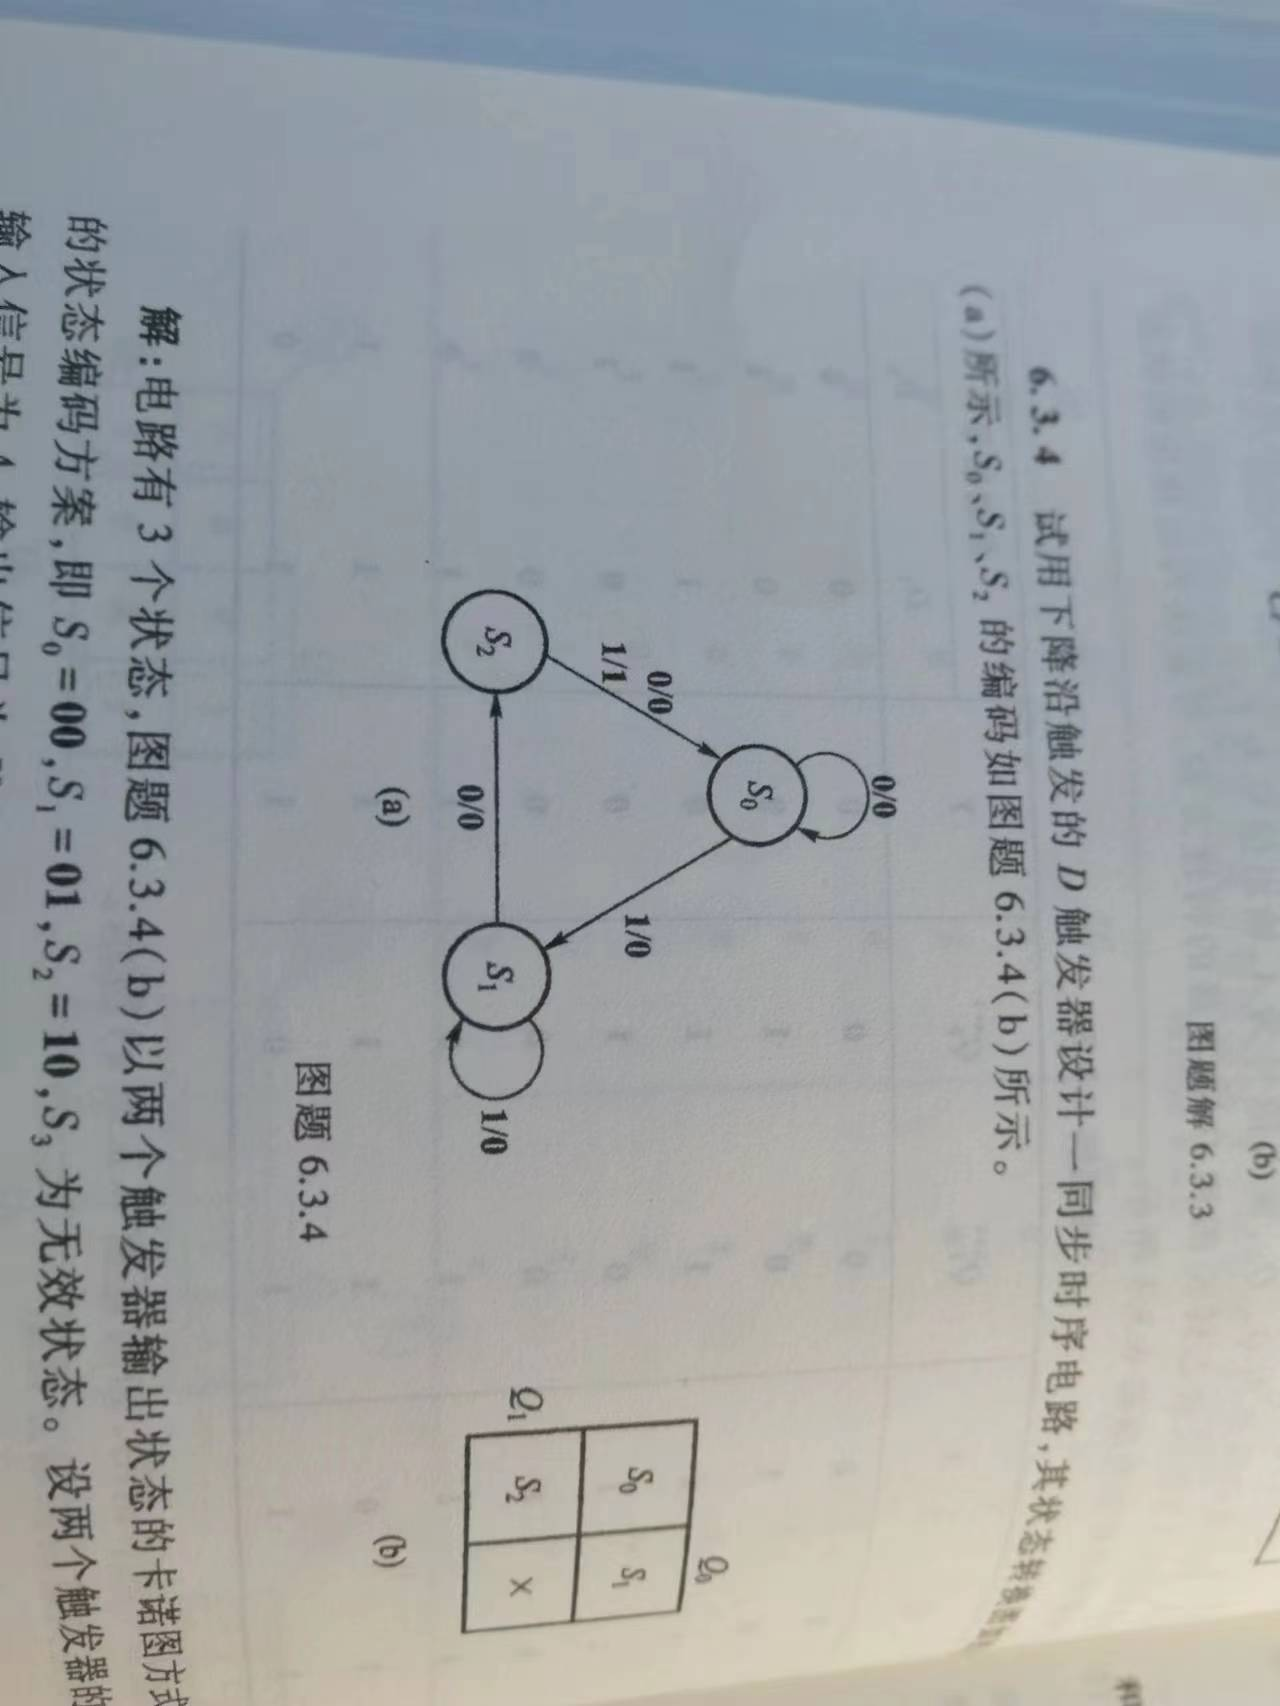 (b)
图题解 6.3.3
6.3.4 试用下降沿触发的 D 触发器设计一同步时序电路,其状态转换图如
(a)所示,S₀、S₁、S₂ 的编码如图题 6.3.4(b)所示。
0/0
S₀
0/0
1/1
1/0
S₂
S₁
0/0
1/0
(a)
Q₀
S₀ S₁
Q₁
S₂ ×
(b)
图题 6.3.4
解:电路有 3 个状态,图题 6.3.4(b)以两个触发器输出状态的卡诺图方式
的状态编码方案,即 S₀=00,S₁=01,S₂=10,S₃ 为无效状态。设两个触发器的
输入信号为